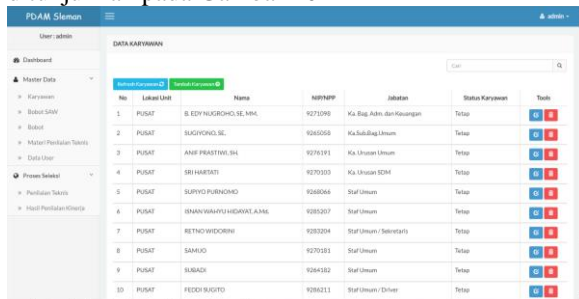 PDAM Sleman
admin
User : admin
DATA KARYAWAN
Dashboard
Master Data
Cari
Karyawan
Refresh Karyawan Tambah Karyawan
Bobot SAW
No Lokasi Unit Nama NIP/NPP Jabatan Status Karyawan Tools
Bobot
1 PUSAT B. EDY NUGROHO, SE, MM. 9271098 Ka. Bag. Adm. dan Keuangan Tetap
Materi Penilaian Teknis
2 PUSAT SUGIYONO, SE. 9265058 Ka.Sub.Bag.Umum Tetap
Data User
3 PUSAT ANIF PRASTIWI, SH. 9276191 Ka. Urusan Umum Tetap
Proses Seleksi
4 PUSAT SRI HARTATI 9270103 Ka. Urusan SDM Tetap
Penilaian Teknis
5 PUSAT SUPIYO PURNOMO 9268066 Staf Umum Tetap
Hasil Penilaian Kinerja
6 PUSAT ISNAN WAHYU HIDAYAT, A.Md. 9285207 Staf Umum Tetap
7 PUSAT RETNO WIDORINI 9283204 Staf Umum / Sekretaris Tetap
8 PUSAT SAMIJO 9270181 Staf Umum Tetap
9 PUSAT SUBADI 9264182 Staf Umum Tetap
10 PUSAT FEDDI SUGITO 9286211 Staf Umum / Driver Tetap